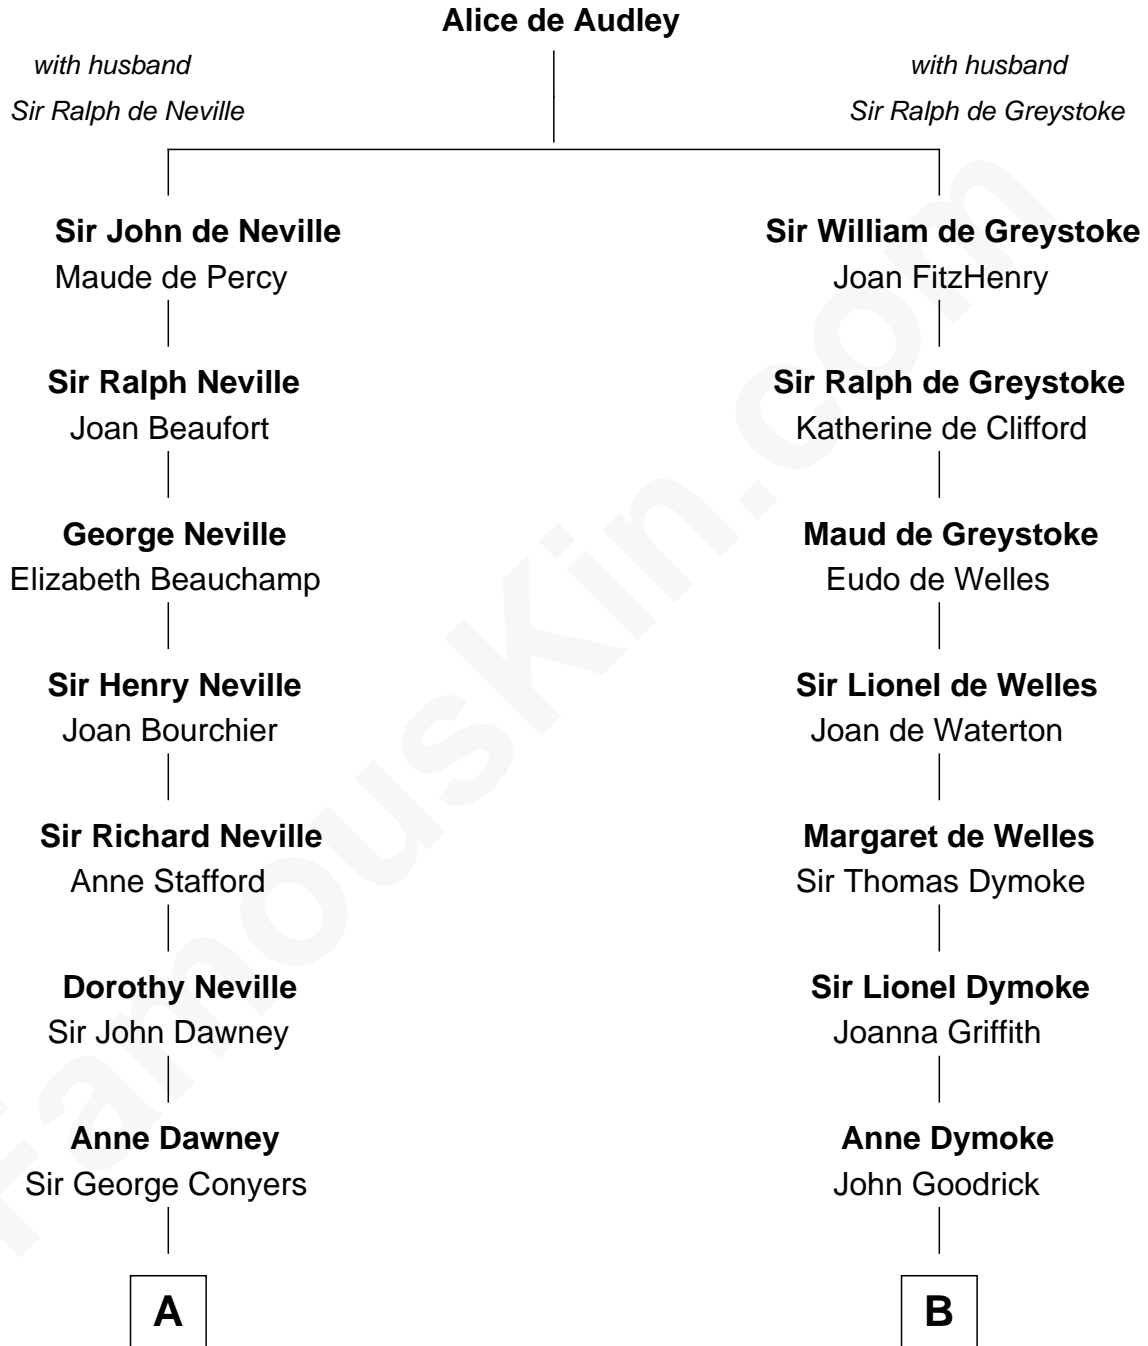 Alice de Audley
with husband
Sir Ralph de Neville
with husband
Sir Ralph de Greystoke
Sir John de Neville
Maude de Percy
Sir William de Greystoke
Joan FitzHenry
Sir Ralph Neville
Joan Beaufort
Sir Ralph de Greystoke
Katherine de Clifford
George Neville
Elizabeth Beauchamp
Maud de Greystoke
Eudo de Welles
Sir Henry Neville
Joan Bourchier
Sir Lionel de Welles
Joan de Waterton
Sir Richard Neville
Anne Stafford
Margaret de Welles
Sir Thomas Dymoke
Dorothy Neville
Sir John Dawney
Sir Lionel Dymoke
Joanna Griffith
Anne Dawney
Sir George Conyers
Anne Dymoke
John Goodrick
A
B
FamousKin.com